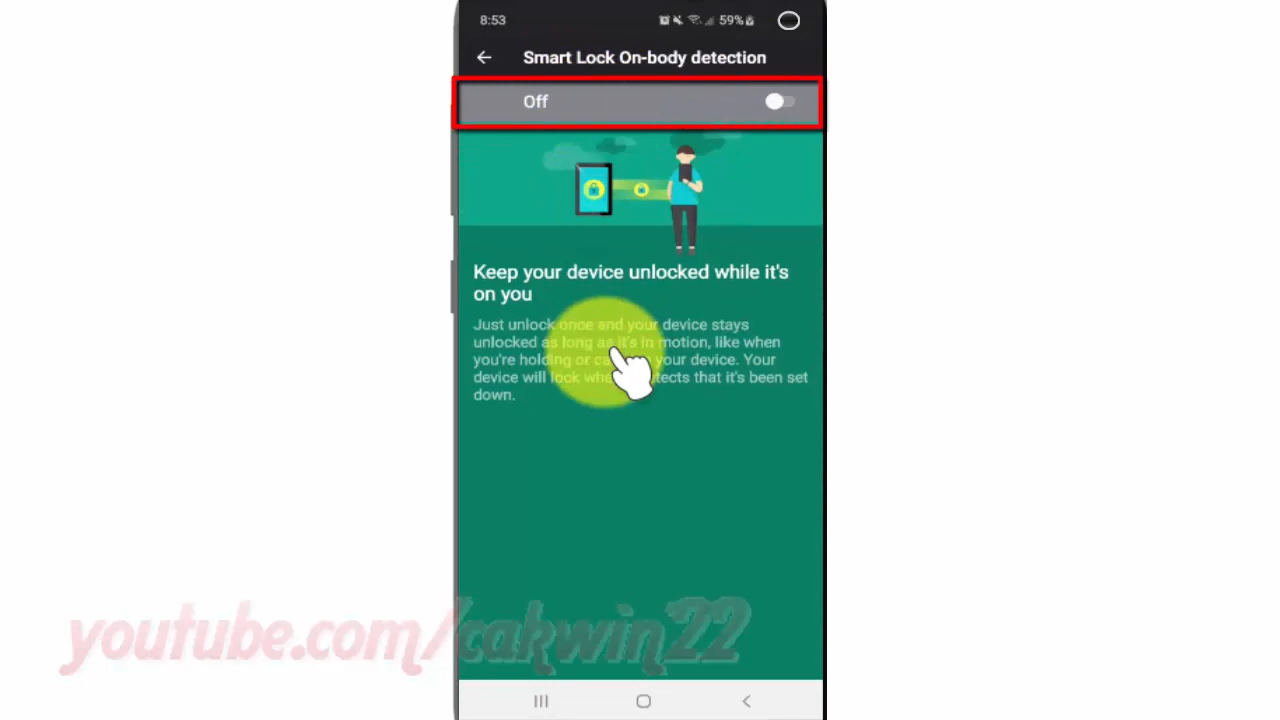 8:53
59%
Smart Lock On-body detection
Off
Keep your device unlocked while it's
on you
Just unlock once and your device stays
unlocked as long as it's in motion, like when
you're holding or your device. Your
device will lock when detects that it's been set
down.
youtube.com/cakwin22